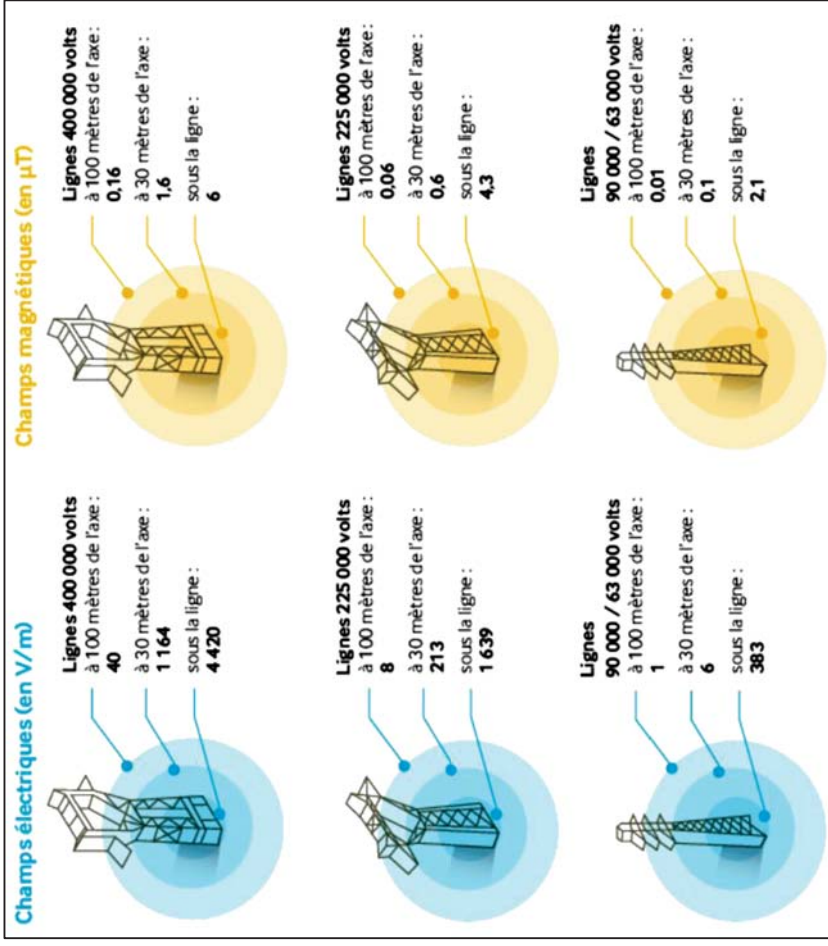 Champs électriques (en V/m)
Lignes 400 000 volts
à 100 mètres de l'axe :
40
à 30 mètres de l'axe :
1 164
sous la ligne :
4 420
Lignes 225 000 volts
à 100 mètres de l'axe :
8
à 30 mètres de l'axe :
213
sous la ligne :
1 639
Lignes
90 000 / 63 000 volts
à 100 mètres de l'axe :
1
à 30 mètres de l'axe :
6
sous la ligne :
383
Champs magnétiques (en µT)
Lignes 400 000 volts
à 100 mètres de l'axe :
0,16
à 30 mètres de l'axe :
1,6
sous la ligne :
6
Lignes 225 000 volts
à 100 mètres de l'axe :
0,06
à 30 mètres de l'axe :
0,6
sous la ligne :
4,3
Lignes
90 000 / 63 000 volts
à 100 mètres de l'axe :
0,01
à 30 mètres de l'axe :
0,1
sous la ligne :
2,1